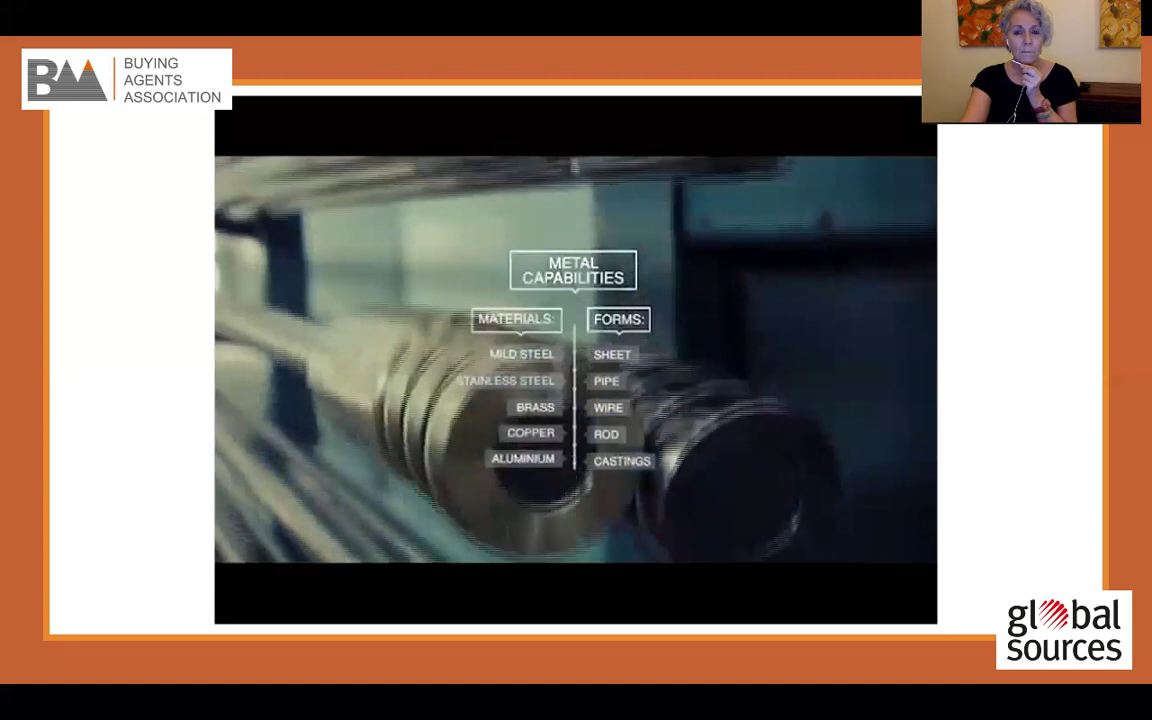 BAA
BUYING
AGENTS
ASSOCIATION
METAL
CAPABILITIES
MATERIALS:
MILD STEEL
STAINLESS STEEL
BRASS
COPPER
ALUMINIUM
FORMS:
SHEET
PIPE
WIRE
ROD
CASTINGS
global
sources